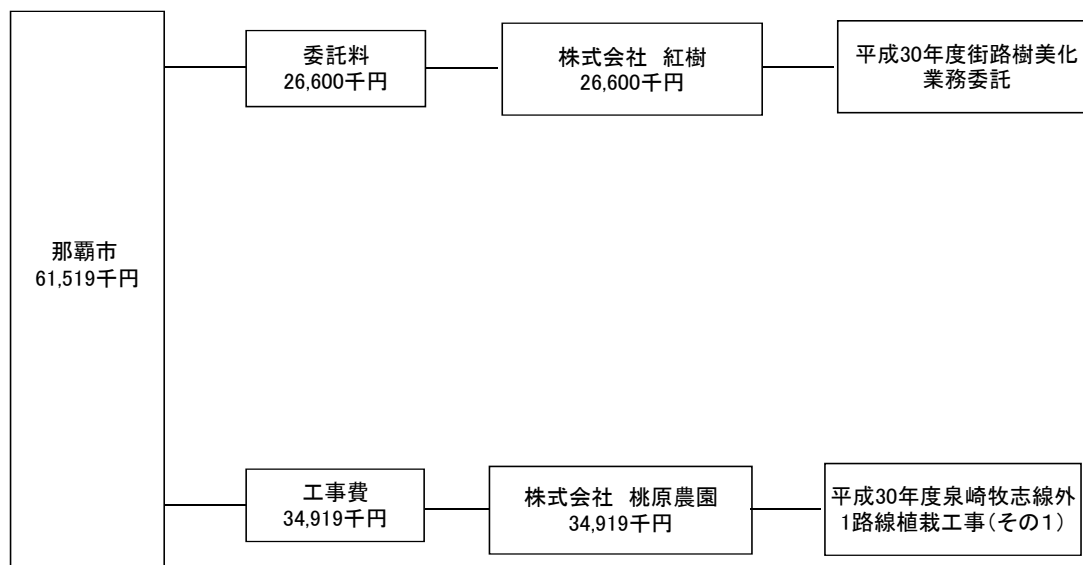 那覇市
61,519千円
委託料
26,600千円
株式会社　紅樹
26,600千円
平成30年度街路樹美化
業務委託
工事費
34,919千円
株式会社　桃原農園
34,919千円
平成30年度泉崎牧志線外
1路線植栽工事（その１）